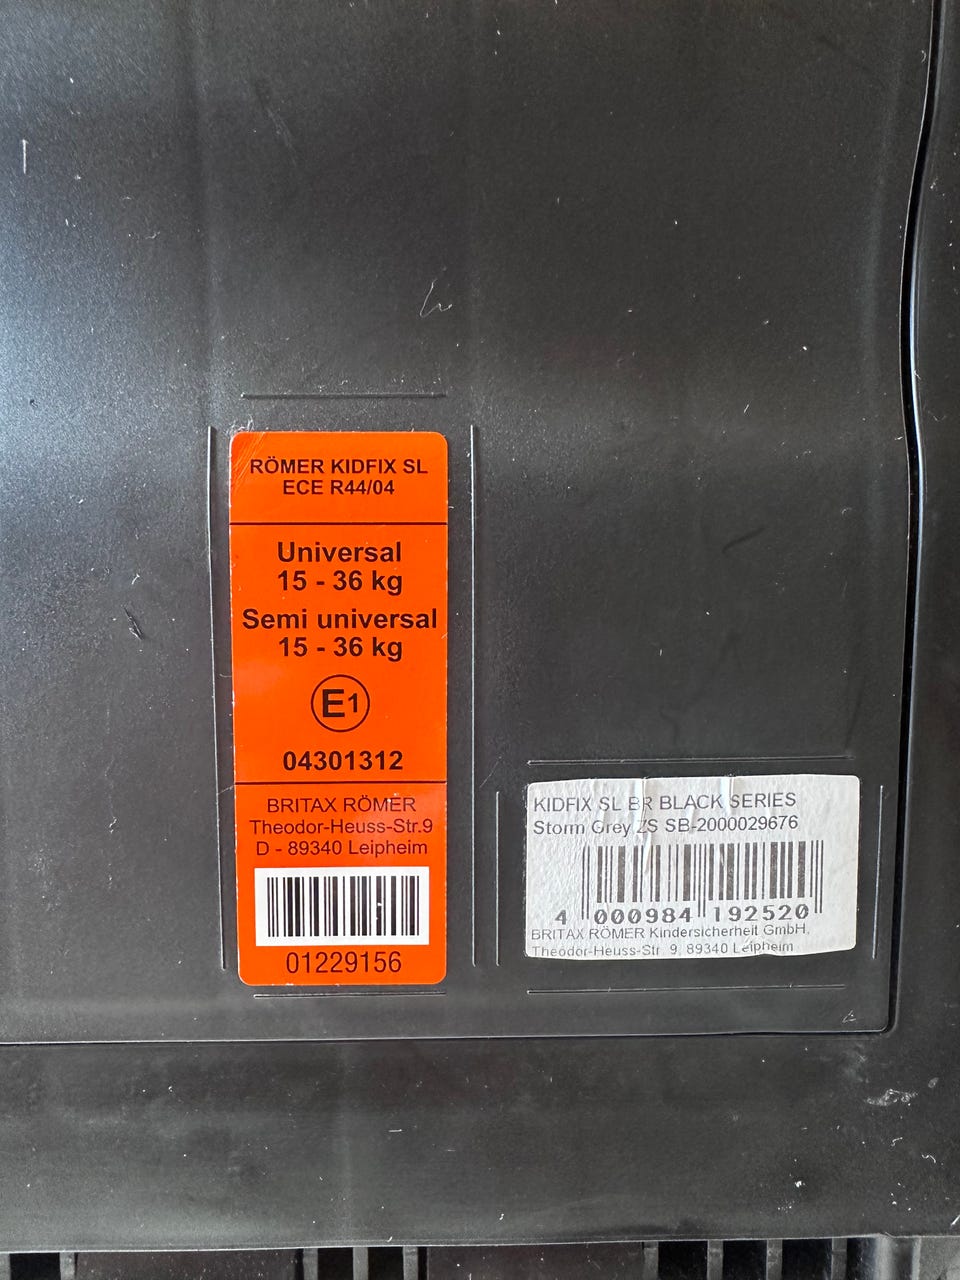 RÖMER KIDFIX SL
ECE R44/04
Universal
15 - 36 kg
Semi universal
15 - 36 kg
E1
04301312
BRITAX RÖMER
Theodor-Heuss-Str.9
D - 89340 Leipheim
01229156
KIDFIX SL BR BLACK SERIES
Storm Grey ZS SB-2000029676
4 000984 192520
BRITAX RÖMER Kindersicherheit GmbH,
Theodor-Heuss-Str. 9, 89340 Leipheim